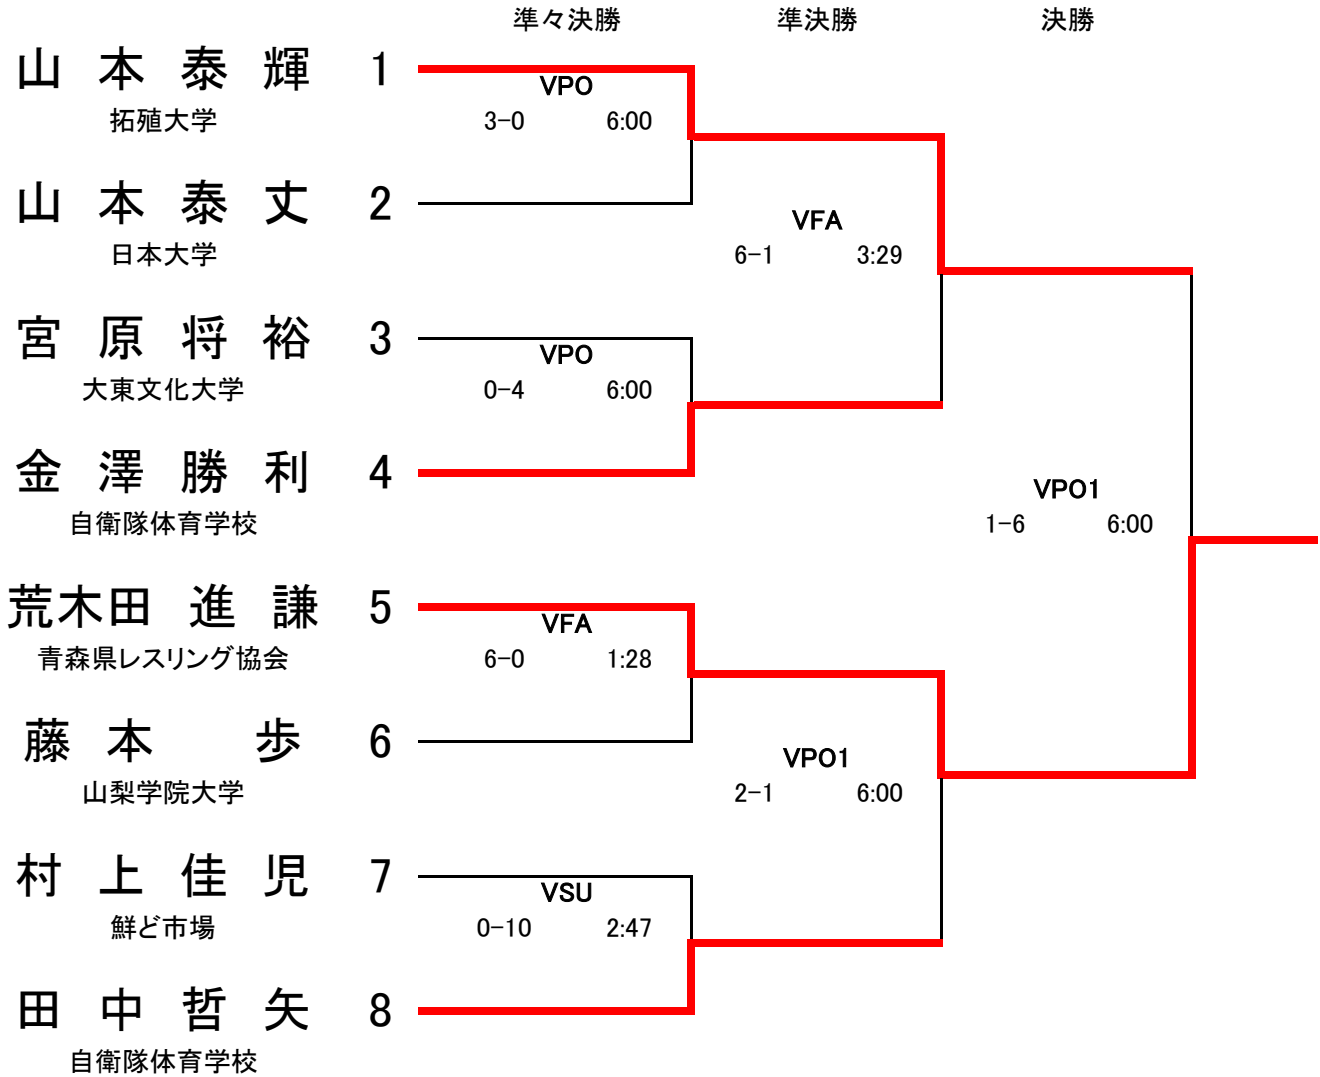 準々決勝 準決勝 決勝
山本泰輝 1
拓殖大学
VPO
3-0 6:00
山本泰丈 2
日本大学
VFA
6-1 3:29
宮原将裕 3
大東文化大学
VPO
0-4 6:00
金澤勝利 4
自衛隊体育学校
VPO1
1-6 6:00
荒木田進謙 5
青森県レスリング協会
VFA
6-0 1:28
藤本歩 6
山梨学院大学
VPO1
2-1 6:00
村上佳児 7
鮮ど市場
VSU
0-10 2:47
田中哲矢 8
自衛隊体育学校